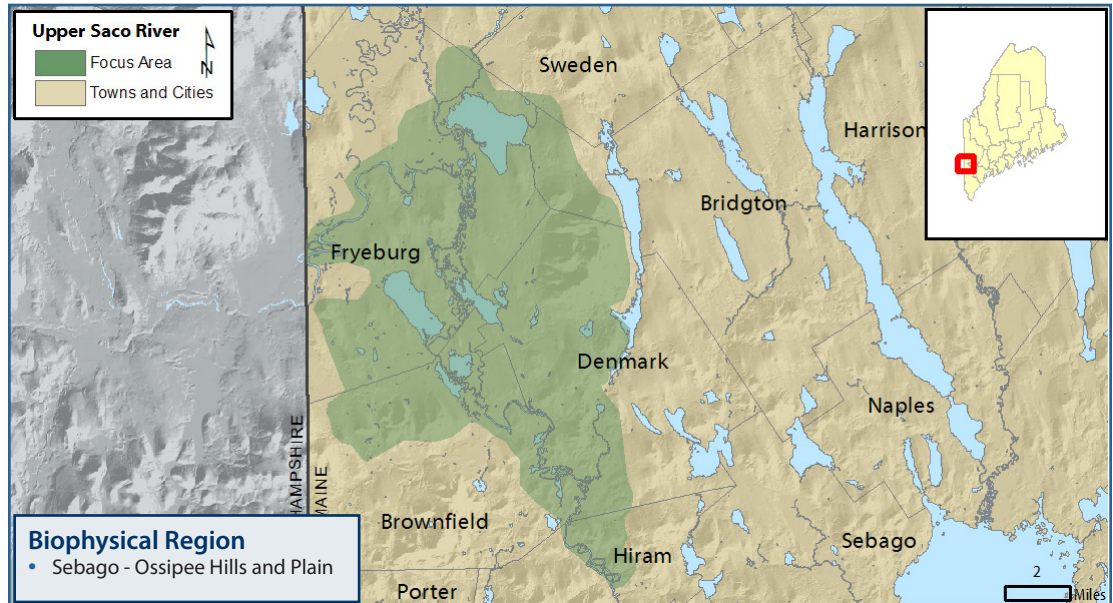 Upper Saco River
N
Focus Area
Towns and Cities
Sweden
Harrison
Bridgton
Fryeburg
Denmark
Naples
HAMPSHIRE
MAINE
Brownfield
Sebago
Hiram
Porter
Biophysical Region
• Sebago - Ossipee Hills and Plain
2
Miles